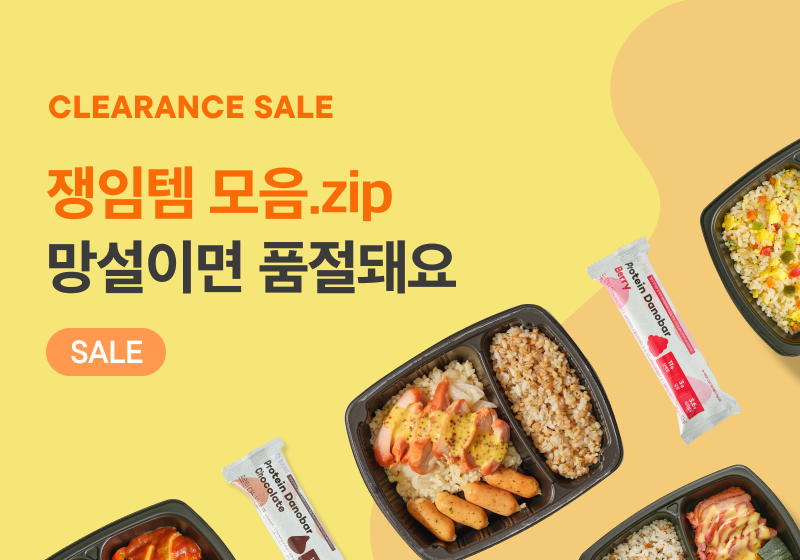 CLEARANCE SALE
쟁임템 모음.zip
망설이면 품절돼요
SALE
Protein Danobar
Berry
Protein Danobar
Chocolate